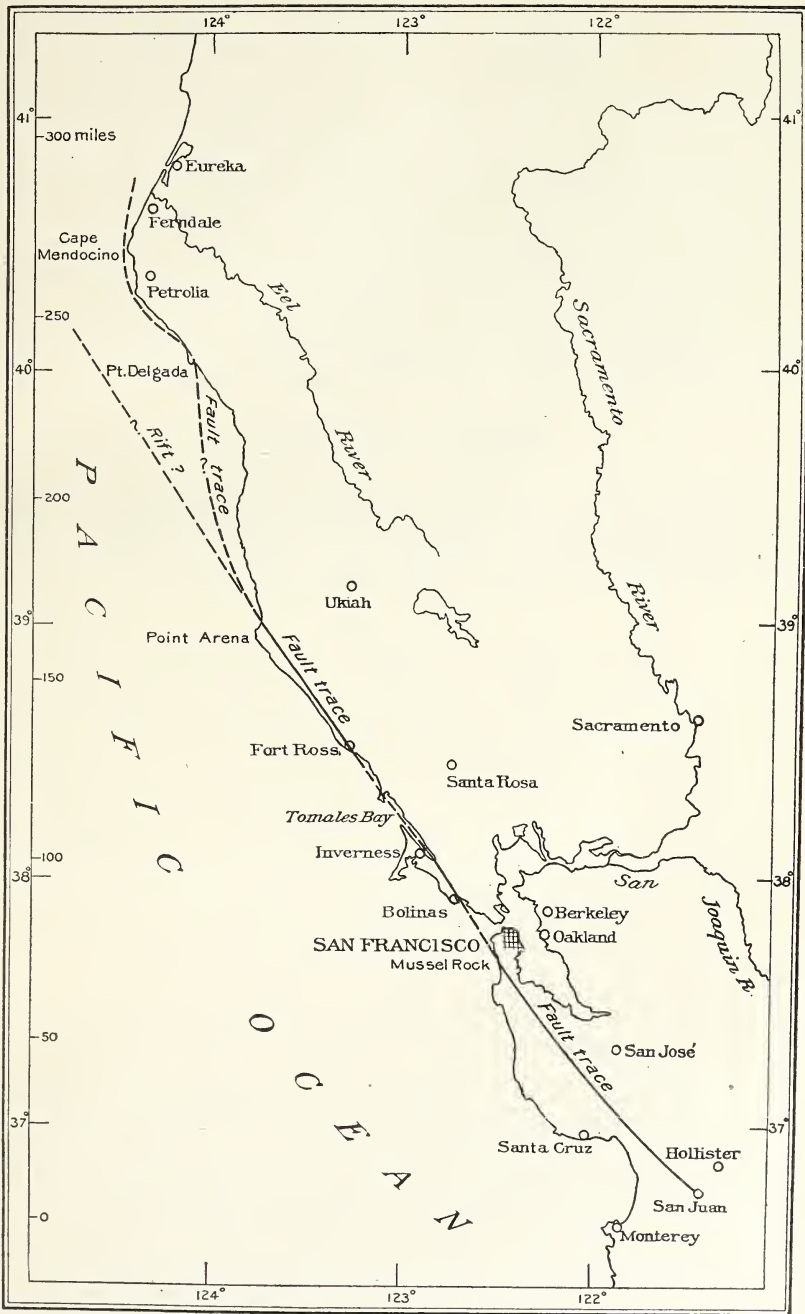 124° 123° 122°
41° 41°
300 miles
Eureka
Ferndale
Cape
Mendocino
Petrolia
Eel
River
Sacramento
River
250
40° 40°
Pt. Delgada
Fault trace
Rift ?
200
PACIFIC
OCEAN
Ukiah
39° 39°
Point Arena
150
Fault trace
Sacramento
Fort Ross
Santa Rosa
Tomales Bay
Inverness
100
38° 38°
San
Joaquin R.
Bolinas
Berkeley
Oakland
SAN FRANCISCO
Mussel Rock
50
Fault trace
San José
37° 37°
Santa Cruz
Hollister
San Juan
0
Monterey
124° 123° 122°